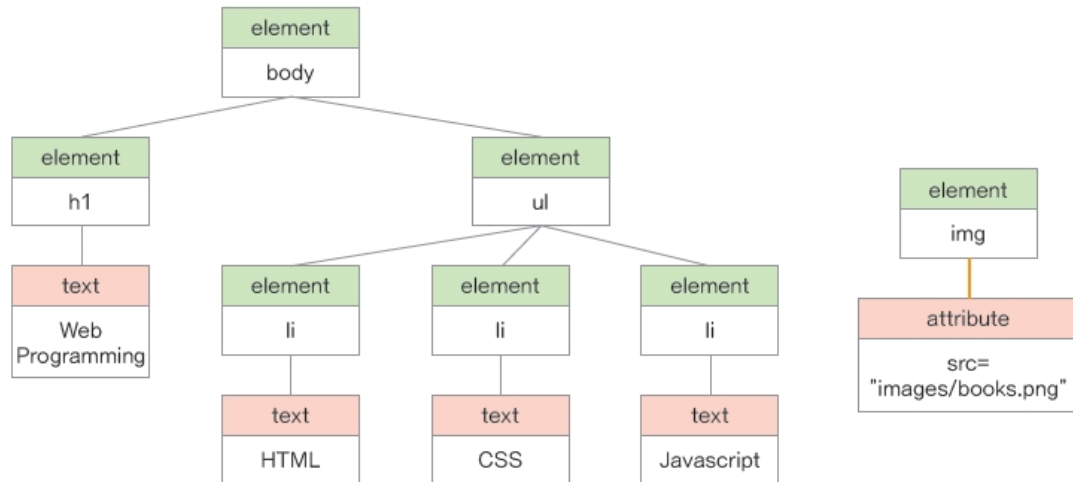 element
body
element
h1
element
ul
element
img
text
Web
Programming
element
li
element
li
element
li
attribute
src=
"images/books.png"
text
HTML
text
CSS
text
Javascript